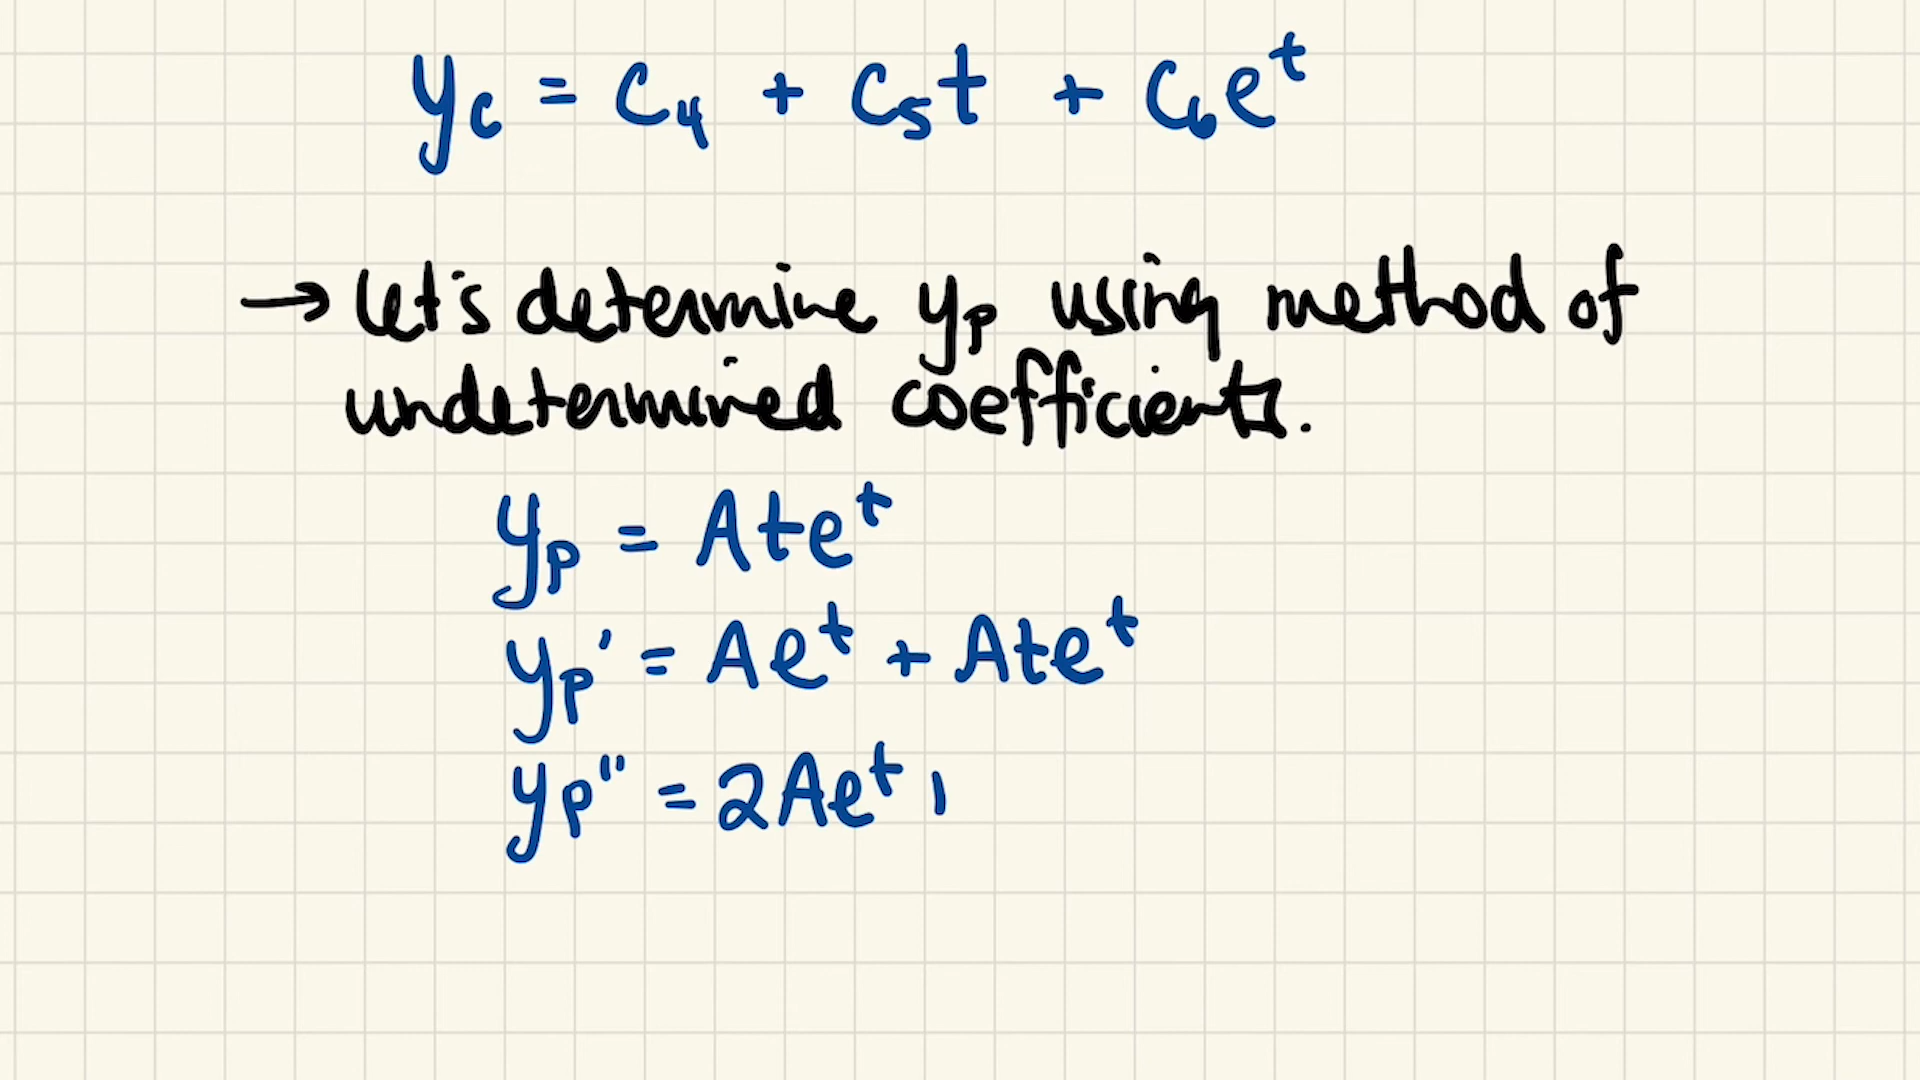 y_c = C_4 + C_5 t + C_6 e^t
→ Let's determine y_p using method of
undetermined coefficients.
y_p = Ate^t
y_p' = Ae^t + Ate^t
y_p'' = 2Ae^t